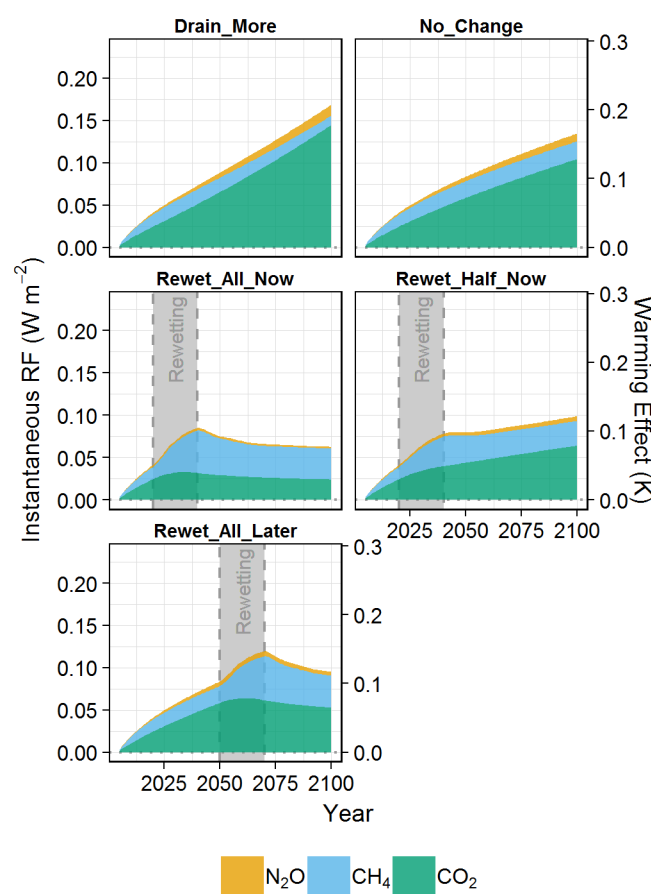 Drain_More
No_Change
0.20
0.15
0.10
0.05
0.00
0.3
0.2
0.1
0.0
Rewet_All_Now
Rewet_Half_Now
0.20
0.15
0.10
0.05
0.00
Rewetting
Rewetting
0.3
0.2
0.1
0.0
2025
2050
2075
2100
Rewet_All_Later
0.20
0.15
0.10
0.05
0.00
Rewetting
0.3
0.2
0.1
0.0
2025
2050
2075
2100
Instantaneous RF (W m⁻²)
Warming Effect (K)
Year
N₂O CH₄ CO₂